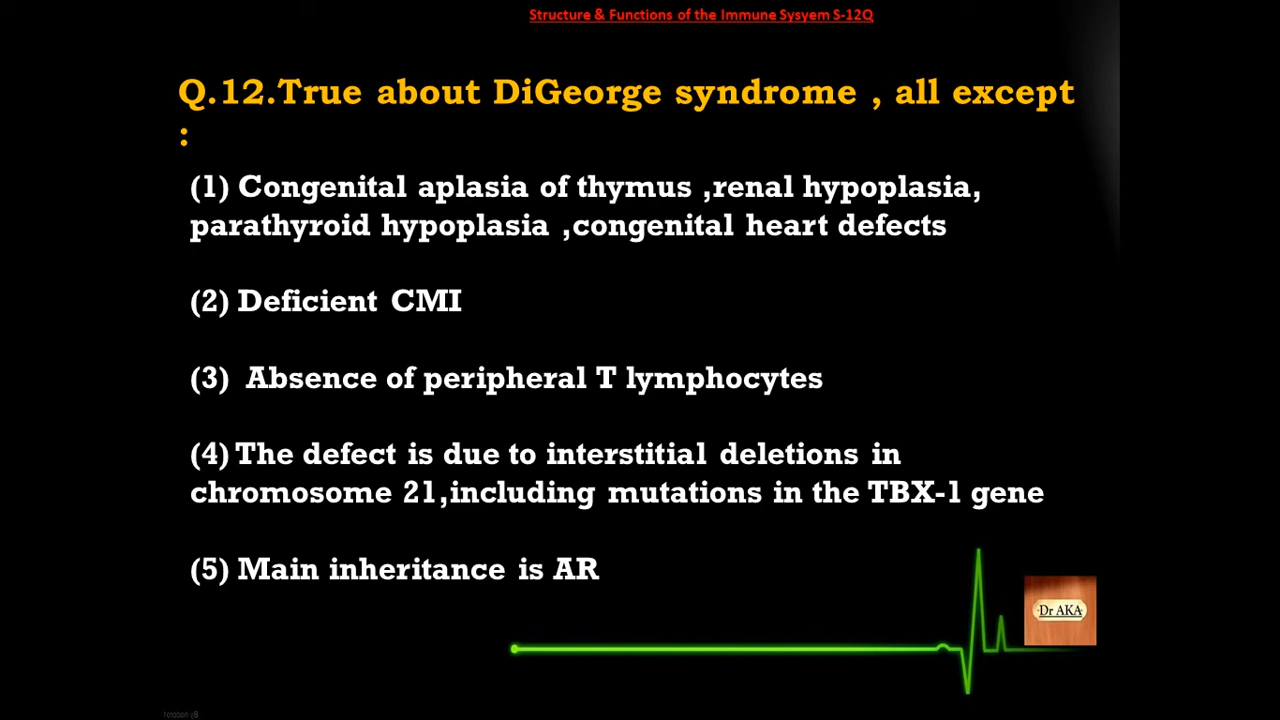 Structure & Functions of the Immune Sysyem S-12Q
Q.12.True about DiGeorge syndrome , all except
:
(1) Congenital aplasia of thymus ,renal hypoplasia,
parathyroid hypoplasia ,congenital heart defects
(2) Deficient CMI
(3) Absence of peripheral T lymphocytes
(4) The defect is due to interstitial deletions in
chromosome 21,including mutations in the TBX-1 gene
(5) Main inheritance is AR
Dr AKA